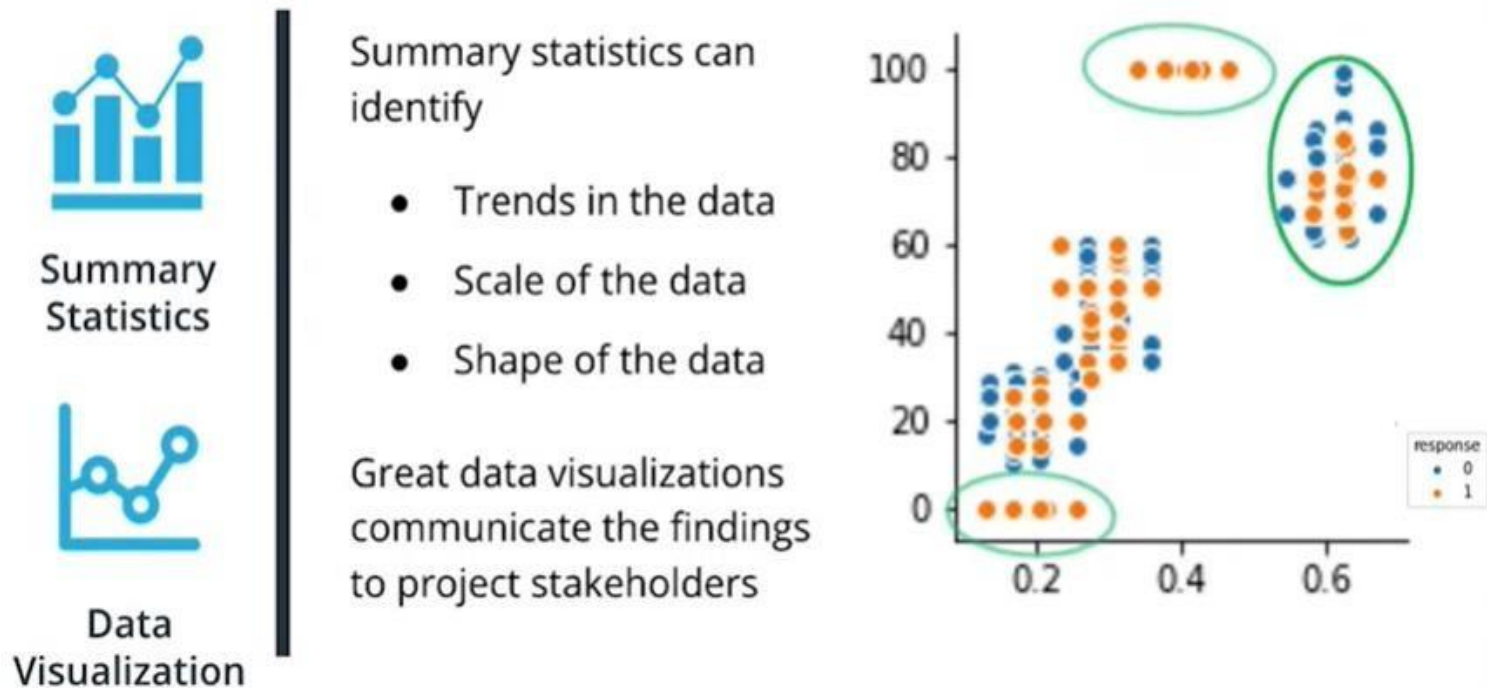 Summary
Statistics
Data
Visualization
Summary statistics can
identify
● Trends in the data
● Scale of the data
● Shape of the data
Great data visualizations
communicate the findings
to project stakeholders
100
80
60
40
20
0
0.2 0.4 0.6
response
0
1